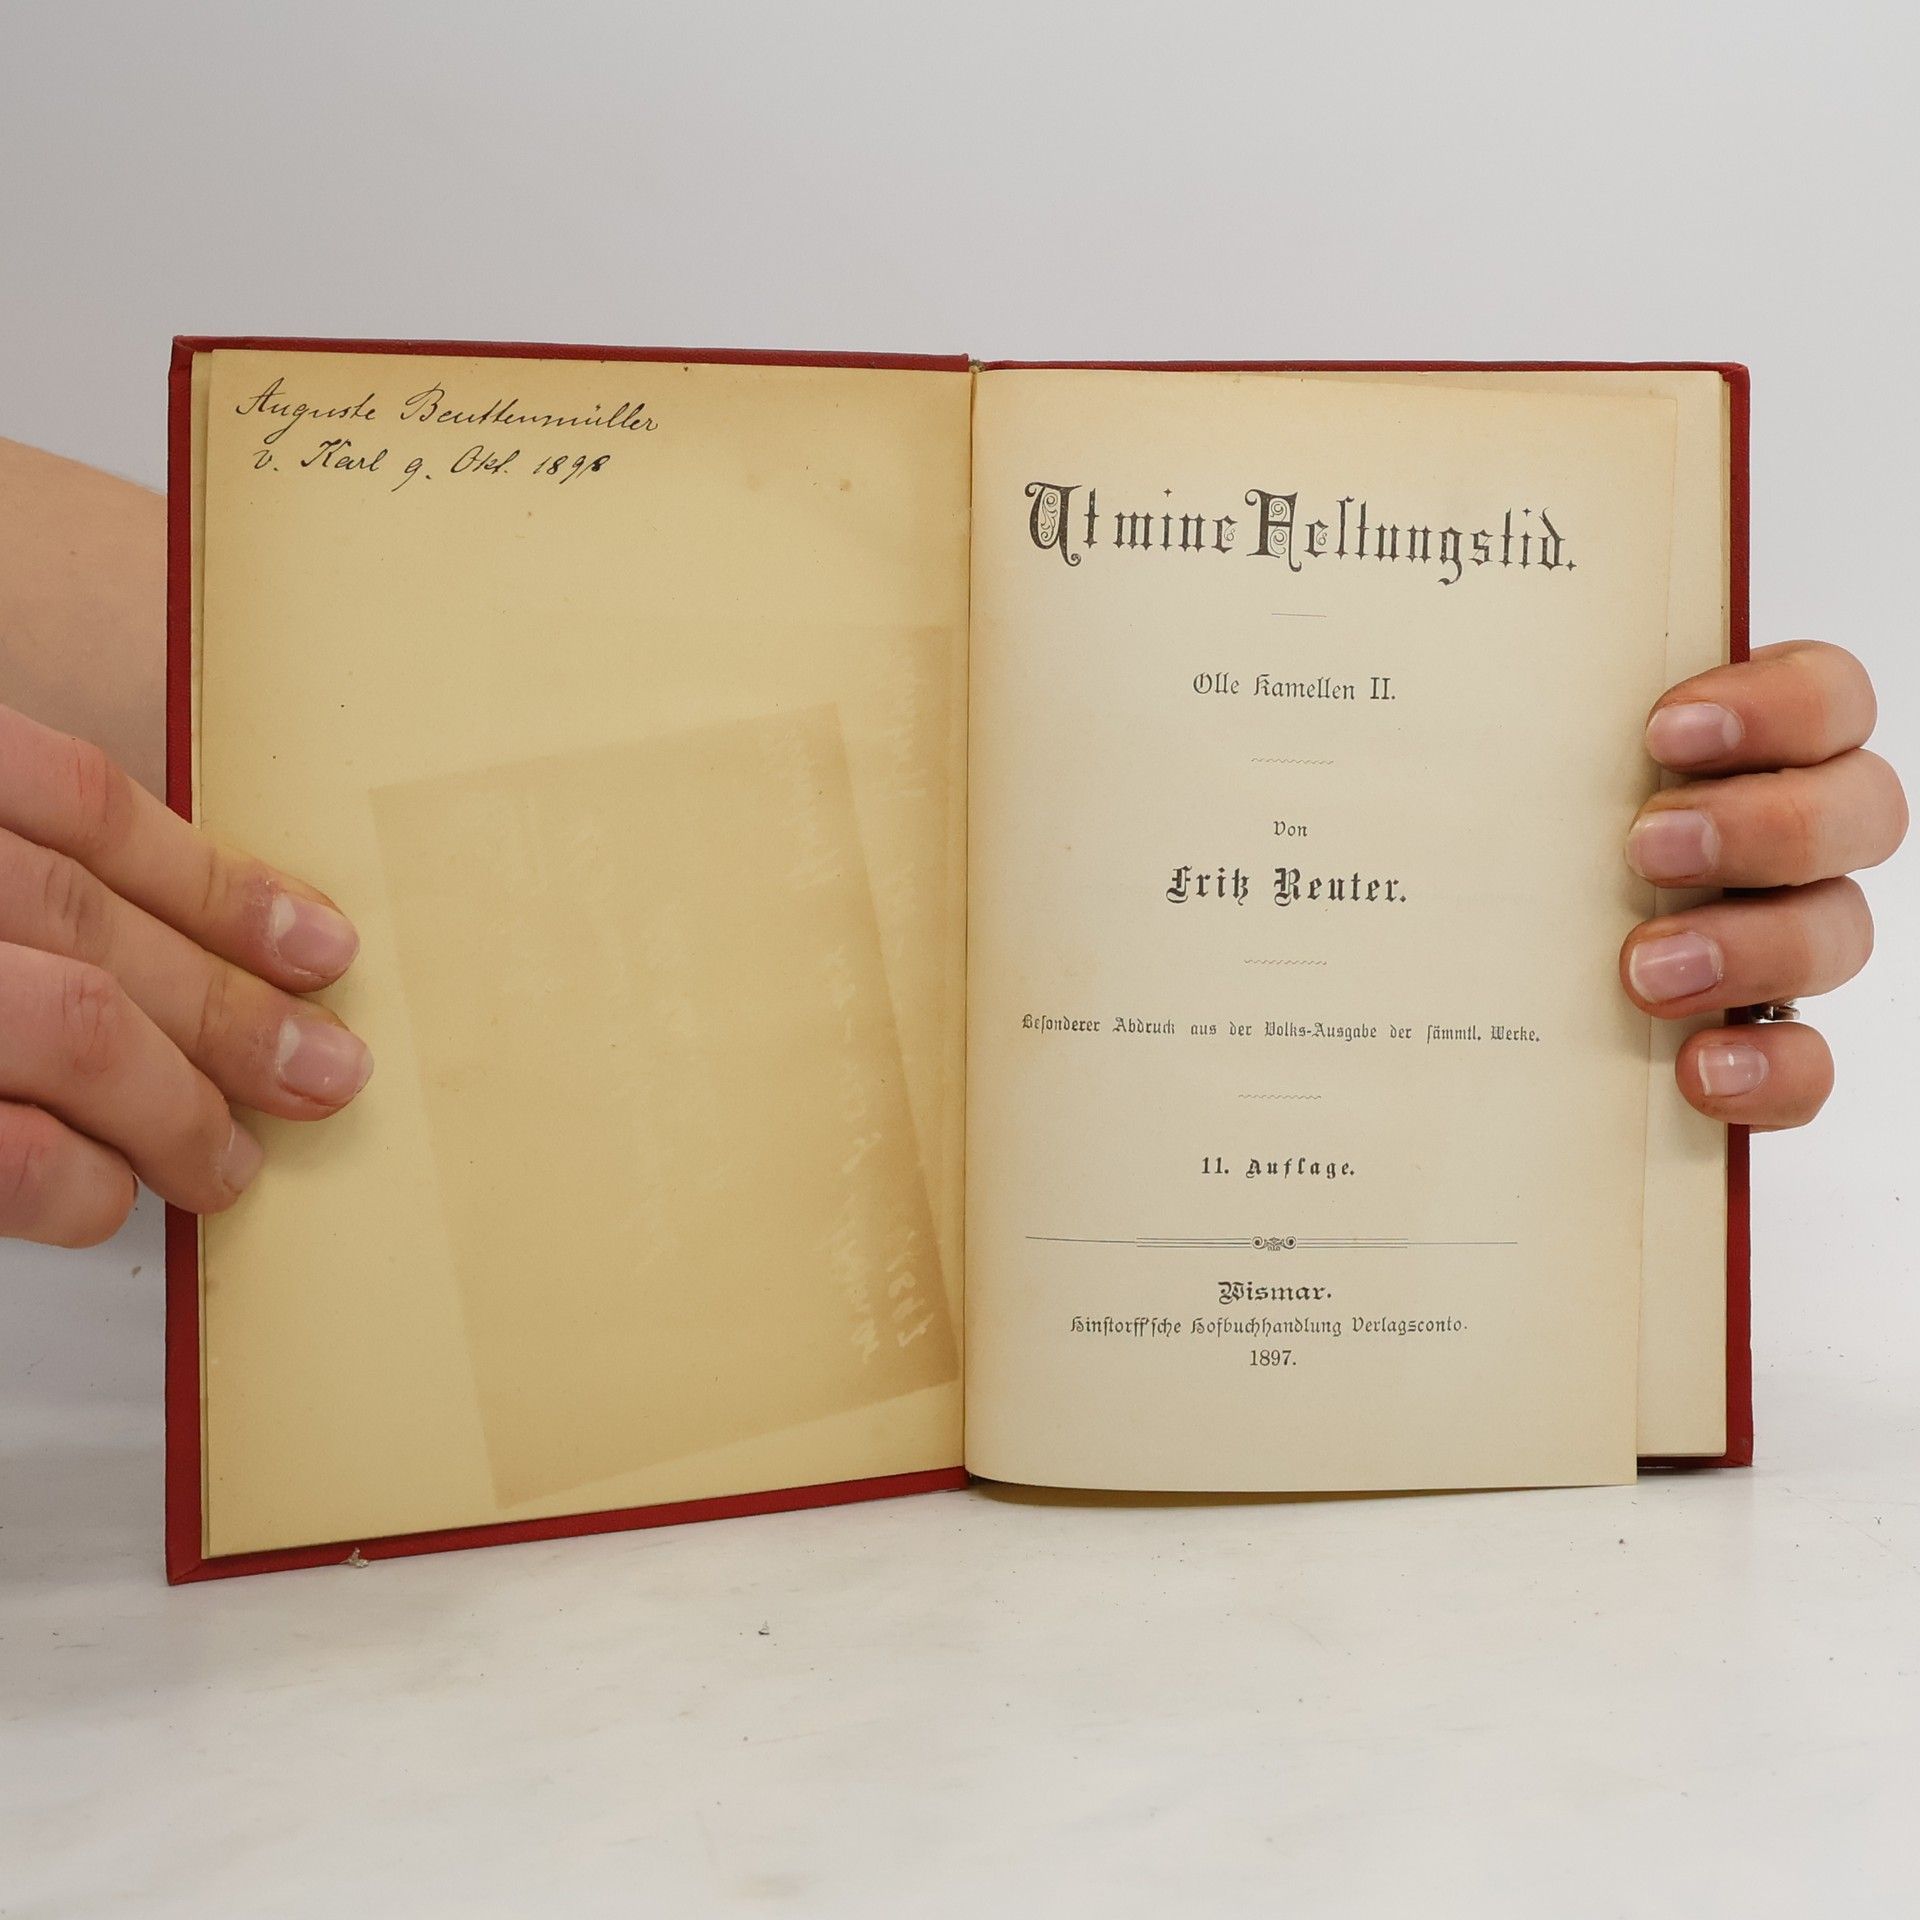 Auguste Beuttenmüller
v. Karl 9. Okt. 1898
Ut mine Festungstid.
Olle Kamellen II.
Von
Fritz Reuter.
Besonderer Abdruck aus der Volks-Ausgabe der sämmtl. Werke.
11. Auflage.
Wismar.
Hinstorff'sche Hofbuchhandlung Verlagsconto.
1897.